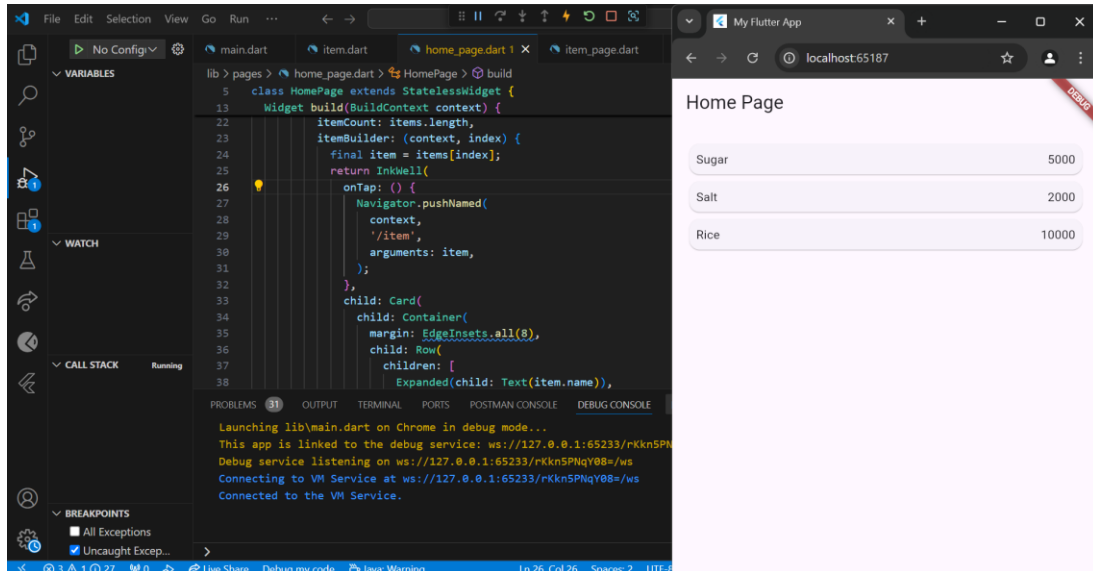 File Edit Selection View Go Run ...
No Config
main.dart
item.dart
home_page.dart 1
item_page.dart
lib > pages > home_page.dart > HomePage > build
VARIABLES
WATCH
CALL STACK Running
BREAKPOINTS
All Exceptions
Uncaught Excep...
5 class HomePage extends StatelessWidget {
13 Widget build(BuildContext context) {
22 itemCount: items.length,
23 itemBuilder: (context, index) {
24 final item = items[index];
25 return InkWell(
26 onTap: () {
27 Navigator.pushNamed(
28 context,
29 '/item',
30 arguments: item,
31 );
32 },
33 child: Card(
34 child: Container(
35 margin: EdgeInsets.all(8),
36 child: Row(
37 children: [
38 Expanded(child: Text(item.name)),
PROBLEMS 31 OUTPUT TERMINAL PORTS POSTMAN CONSOLE DEBUG CONSOLE
Launching lib\main.dart on Chrome in debug mode...
This app is linked to the debug service: ws://127.0.0.1:65233/rKkn5PN
Debug service listening on ws://127.0.0.1:65233/rKkn5PNqY08=/ws
Connecting to VM Service at ws://127.0.0.1:65233/rKkn5PNqY08=/ws
Connected to the VM Service.
>
3 1 27 0 Live Share Debug my code Java: Warning Ln 26, Col 26 Spaces: 2 UTF-8
My Flutter App
localhost:65187
DEBUG
Home Page
Sugar 5000
Salt 2000
Rice 10000